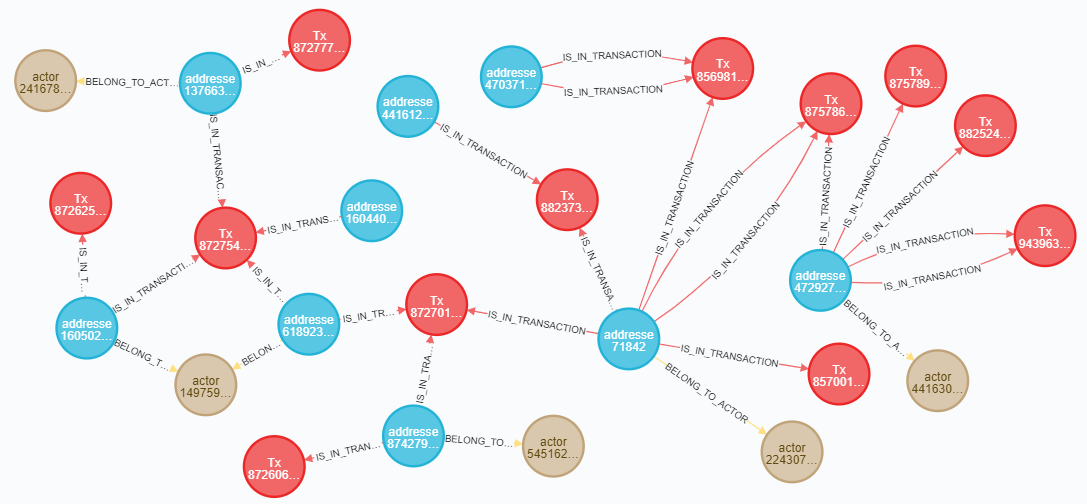 Tx
872777...
actor
241678...
BELONG_TO_ACT...
addresse
137663...
IS_IN_...
IS_IN_TRANSAC...
addresse
470371...
IS_IN_TRANSACTION
IS_IN_TRANSACTION
Tx
856981...
addresse
441612...
IS_IN_TRANSACTION
Tx
875786...
Tx
875789...
Tx
882524...
Tx
872625...
IS_IN_T...
Tx
872754...
IS_IN_TRANS...
addresse
160440...
Tx
882373...
IS_IN_TRANSA...
IS_IN_TRANSACTION
IS_IN_TRANSACTION
IS_IN_TRANSACTION
IS_IN_TRANSACTION
IS_IN_TRANSACTION
IS_IN_TRANSACTION
IS_IN_TRANSACTION
IS_IN_TRANSACTION
Tx
943963...
addresse
472927...
IS_IN_TRANSACTI...
IS_IN_T...
addresse
160502...
addresse
618923...
IS_IN_TR...
Tx
872701...
IS_IN_TRANSACTION
addresse
71842
IS_IN_TRANSACTION
Tx
857001...
BELONG_TO_A...
actor
441630...
BELONG_T...
BELON...
actor
149759...
IS_IN_TRA...
BELONG_TO_ACTOR
addresse
874279...
BELONG_TO...
actor
545162...
actor
224307...
Tx
872606...
IS_IN_TRAN...